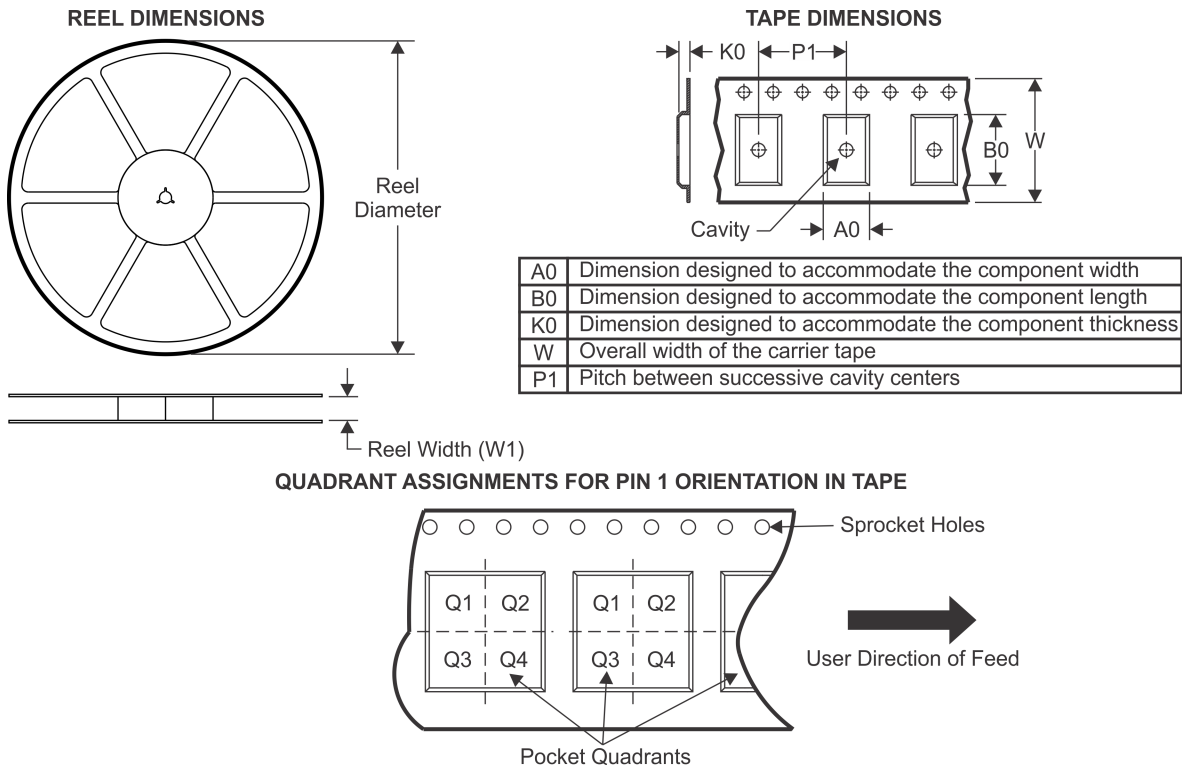 REEL DIMENSIONS
Reel
Diameter
Reel Width (W1)
TAPE DIMENSIONS
K0
P1
B0
W
Cavity
A0
A0 Dimension designed to accommodate the component width
B0 Dimension designed to accommodate the component length
K0 Dimension designed to accommodate the component thickness
W Overall width of the carrier tape
P1 Pitch between successive cavity centers
QUADRANT ASSIGNMENTS FOR PIN 1 ORIENTATION IN TAPE
Sprocket Holes
Q1 Q2 Q1 Q2
Q3 Q4 Q3 Q4
User Direction of Feed
Pocket Quadrants